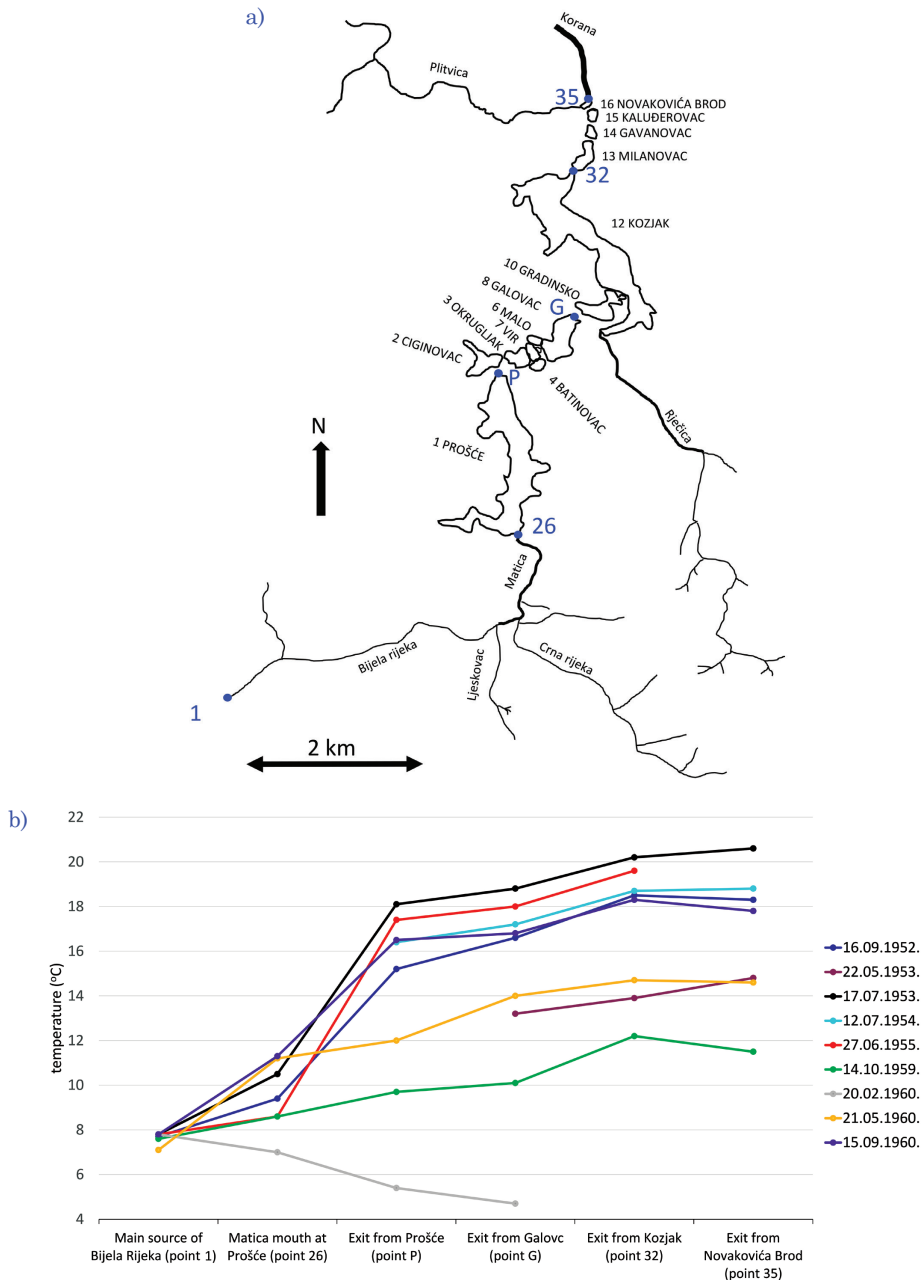 a)
Korana
Plitvica
35
16 NOVAKOVIĆA BROD
15 KALUĐEROVAC
14 GAVANOVAC
13 MILANOVAC
32
12 KOZJAK
10 GRADINSKO
8 GALOVAC
G
6 MALO
7 VIR
3 OKRUGLJAK
2 CIGINOVAC
P
4 BATINOVAC
N
1 PROŠĆE
Rječica
26
Matica
Bijela rijeka
Ljeskovac
Crna rijeka
1
2 km
b)
22
20
18
16
14
12
10
8
6
4
temperature (°C)
16.09.1952.
22.05.1953.
17.07.1953.
12.07.1954.
27.06.1955.
14.10.1959.
20.02.1960.
21.05.1960.
15.09.1960.
Main source of
Bijela Rijeka (point 1)
Matica mouth at
Prošće (point 26)
Exit from Prošće
(point P)
Exit from Galovc
(point G)
Exit from Kozjak
(point 32)
Exit from
Novakovića Brod
(point 35)